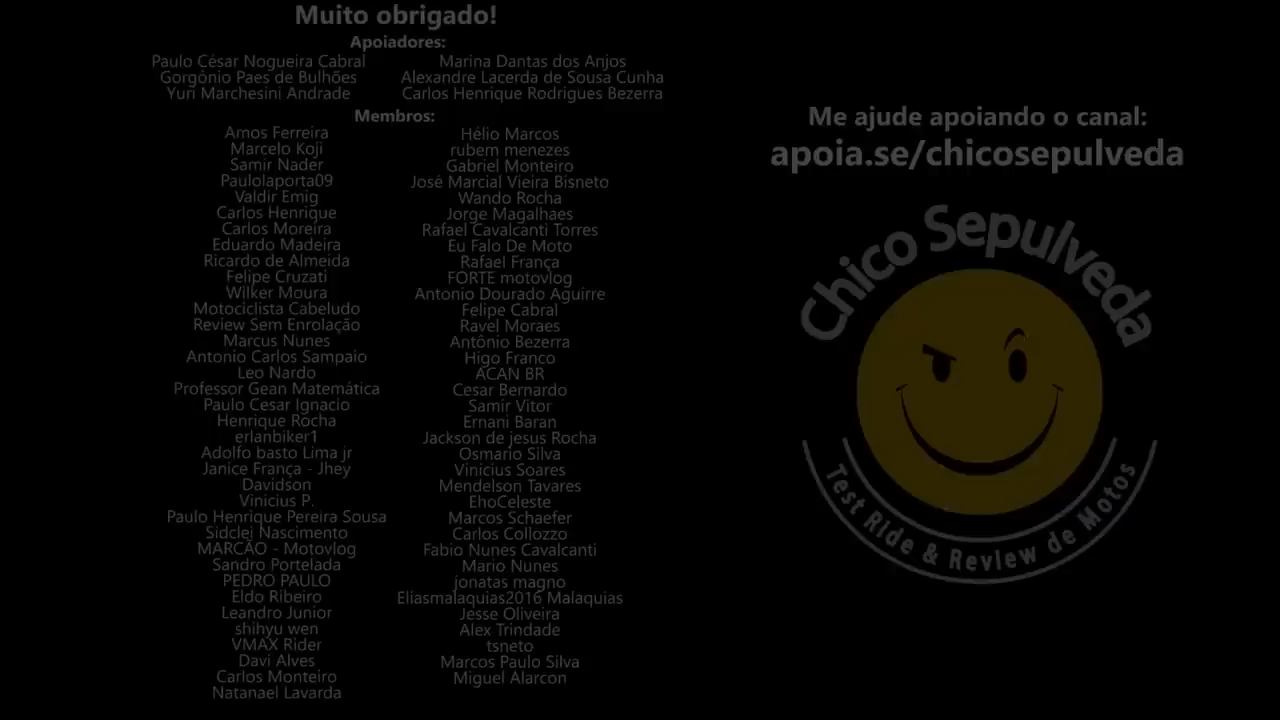 Muito obrigado!
Apoiadores:
Paulo César Nogueira Cabral
Gorgônio Paes de Bulhões
Yuri Marchesini Andrade
Marina Dantas dos Anjos
Alexandre Lacerda de Sousa Cunha
Carlos Henrique Rodrigues Bezerra
Membros:
Amos Ferreira
Marcelo Koji
Samir Nader
Paulolaporta09
Valdir Emig
Carlos Henrique
Carlos Moreira
Eduardo Madeira
Ricardo de Almeida
Felipe Cruzati
Wilker Moura
Motociclista Cabeludo
Review Sem Enrolação
Marcus Nunes
Antonio Carlos Sampaio
Leo Nardo
Professor Gean Matemática
Paulo Cesar Ignacio
Henrique Rocha
erlanbiker1
Adolfo basto Lima jr
Janice França - Jhey
Davidson
Vinicius P.
Paulo Henrique Pereira Sousa
Sidclei Nascimento
MARCÃO - Motovlog
Sandro Portelada
PEDRO PAULO
Eldo Ribeiro
Leandro Junior
shihyu wen
VMAX Rider
Davi Alves
Carlos Monteiro
Natanael Lavarda
Hélio Marcos
rubem menezes
Gabriel Monteiro
José Marcial Vieira Bisneto
Wando Rocha
Jorge Magalhaes
Rafael Cavalcanti Torres
Eu Falo De Moto
Rafael França
FORTE motovlog
Antonio Dourado Aguirre
Felipe Cabral
Ravel Moraes
Antônio Bezerra
Higo Franco
ACAN BR
Cesar Bernardo
Samir Vitor
Ernani Baran
Jackson de jesus Rocha
Osmario Silva
Vinicius Soares
Mendelson Tavares
EhoCeleste
Marcos Schaefer
Carlos Collozzo
Fabio Nunes Cavalcanti
Mario Nunes
jonatas magno
Eliasmalaquias2016 Malaquias
Jesse Oliveira
Alex Trindade
tsneto
Marcos Paulo Silva
Miguel Alarcon
Me ajude apoiando o canal:
apoia.se/chicosepulveda
Chico Sepulveda
Test Ride & Review de Motos